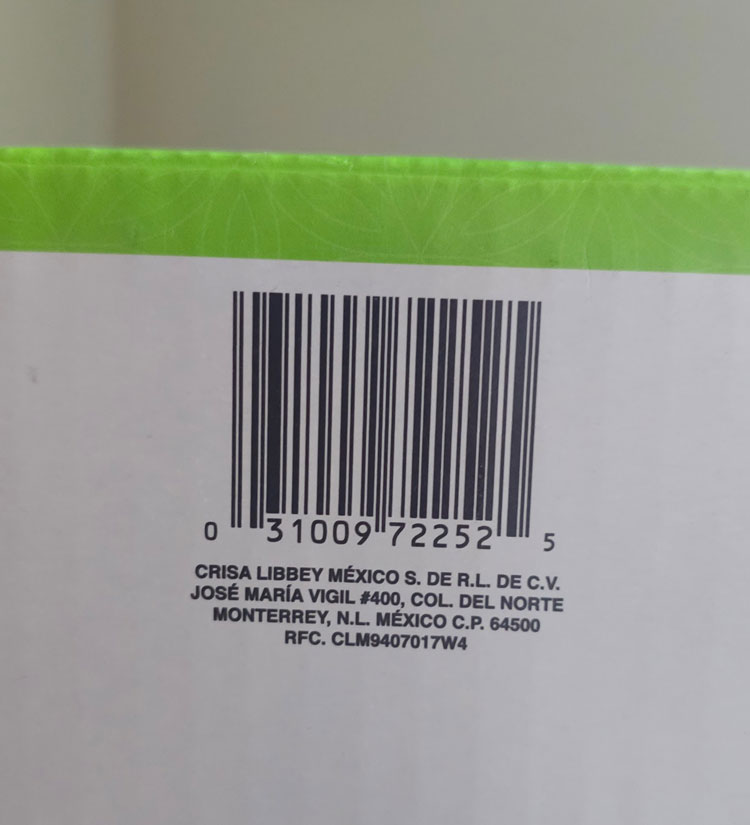 0 31009 72252 5
CRISA LIBBEY MÉXICO S. DE R.L. DE C.V.
JOSÉ MARÍA VIGIL #400, COL. DEL NORTE
MONTERREY, N.L. MÉXICO C.P. 64500
RFC. CLM9407017W4